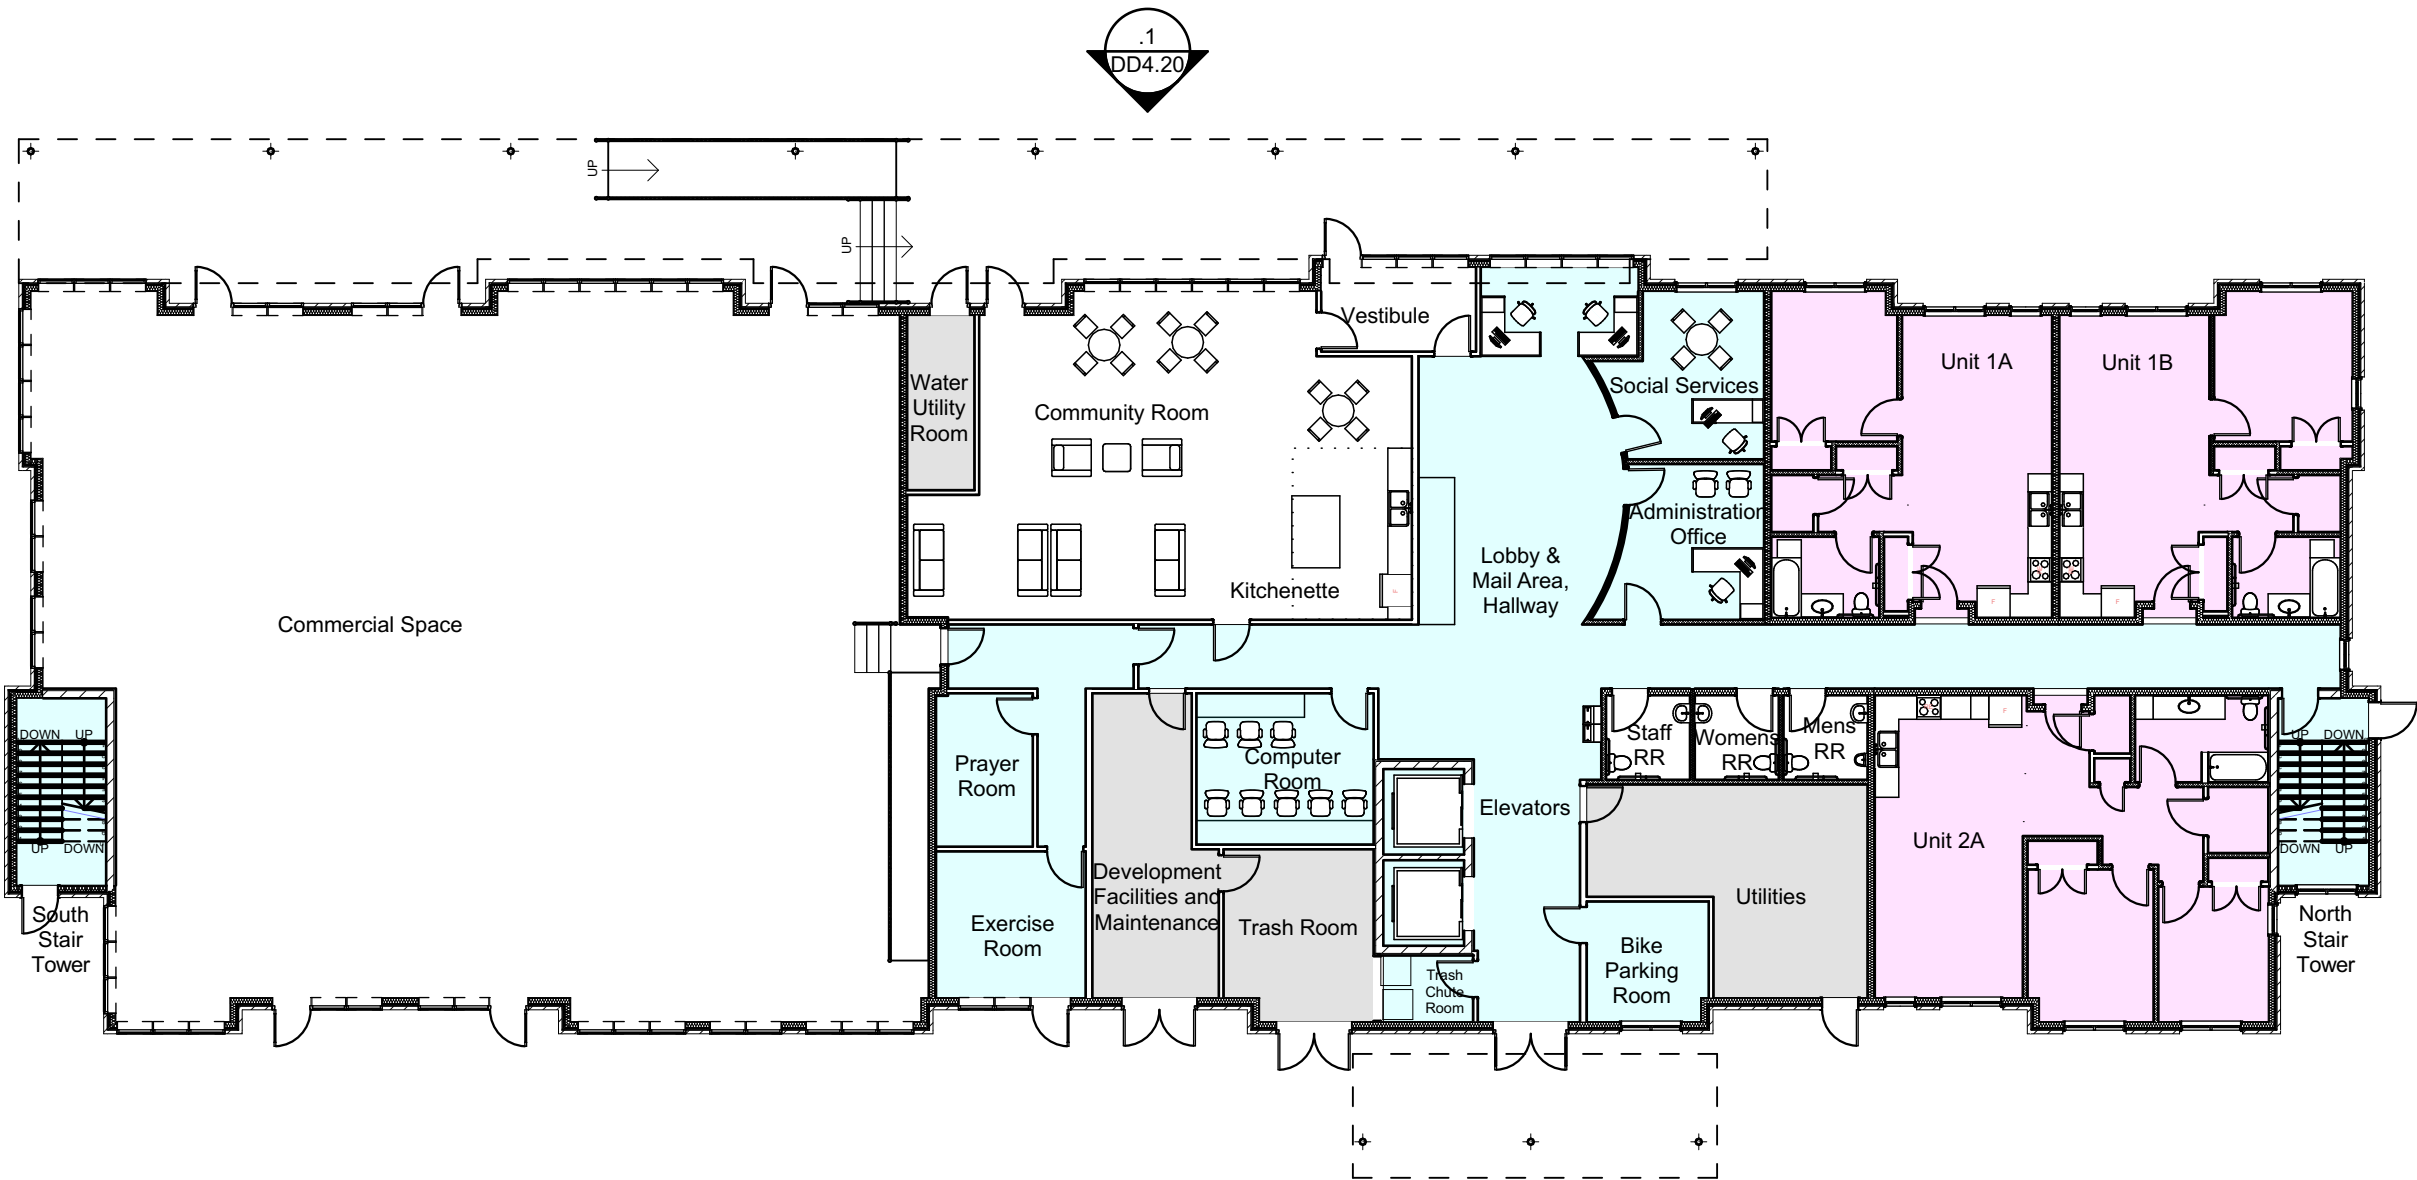 .1
DD4.20
UP
UP
Vestibule
Water
Utility
Room
Community Room
Social Services
Unit 1A
Unit 1B
Administration
Office
Lobby &
Mail Area,
Hallway
Kitchenette
F
F
F
Commercial Space
DOWN UP
UP DOWN
South
Stair
Tower
Prayer
Room
Exercise
Room
Development
Facilities and
Maintenance
Computer
Room
Trash Room
Elevators
Trash
Chute
Room
Staff
RR
Womens
RR
Mens
RR
Utilities
Bike
Parking
Room
F
Unit 2A
UP DOWN
DOWN UP
North
Stair
Tower